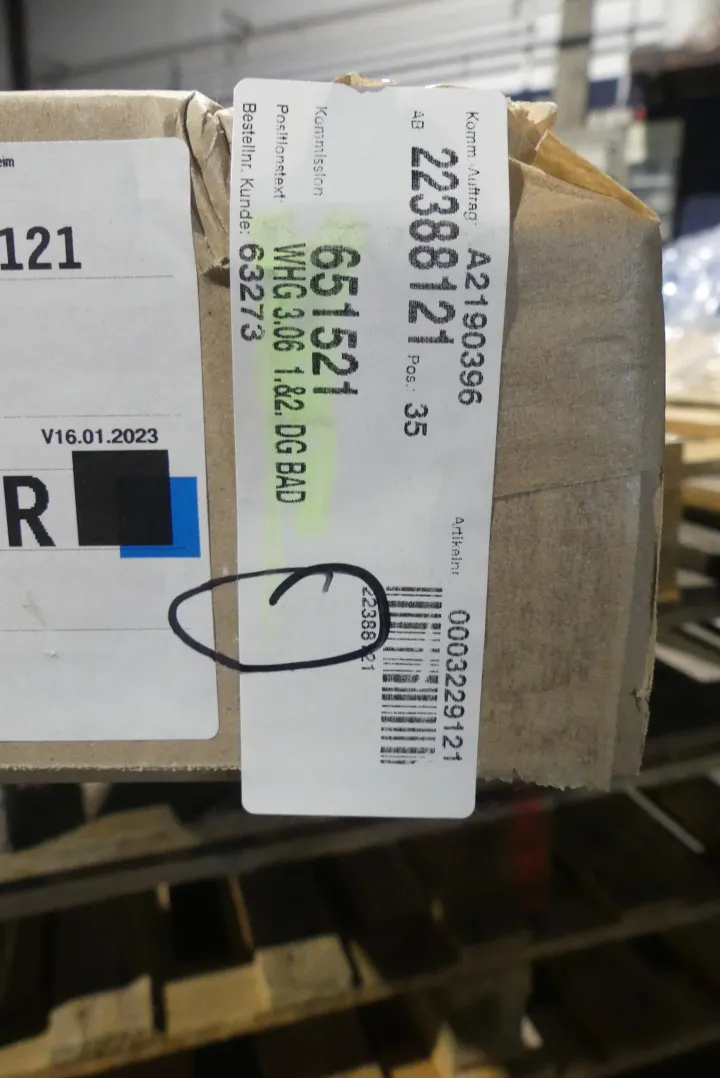 eim
121
V16.01.2023
R
Komm. Auftrag: A2190396
AB 22388121 Pos.: 35
Kommission 651521
Positionstext: WHG 3.06 1.&2. DG BAD
Bestellnr. Kunde: 63273
Artikelnr. 0003229121
22388121